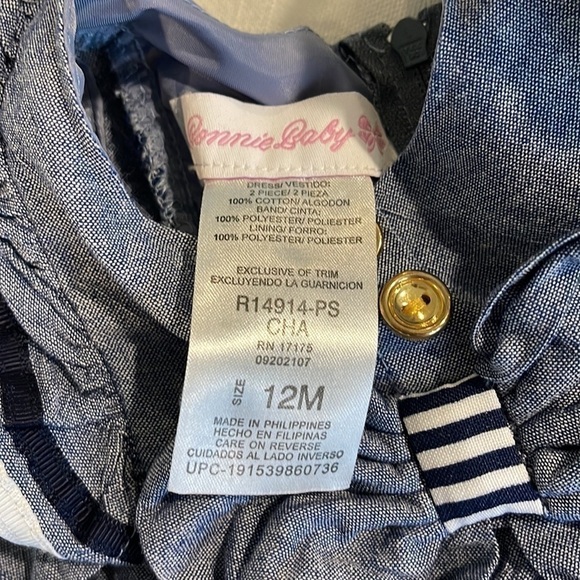 Bonnie Baby
DRESS/ VESTIDO:
2 PIECE/ 2 PIEZA
100% COTTON/ ALGODON
BAND/ CINTA:
100% POLYESTER/ POLIESTER
LINING/ FORRO:
100% POLYESTER/ POLIESTER
EXCLUSIVE OF TRIM
EXCLUYENDO LA GUARNICION
R14914-PS
CHA
RN 17175
09202107
SIZE 12M
MADE IN PHILIPPINES
HECHO EN FILIPINAS
CARE ON REVERSE
CUIDADOS AL LADO INVERSO
UPC-191539860736